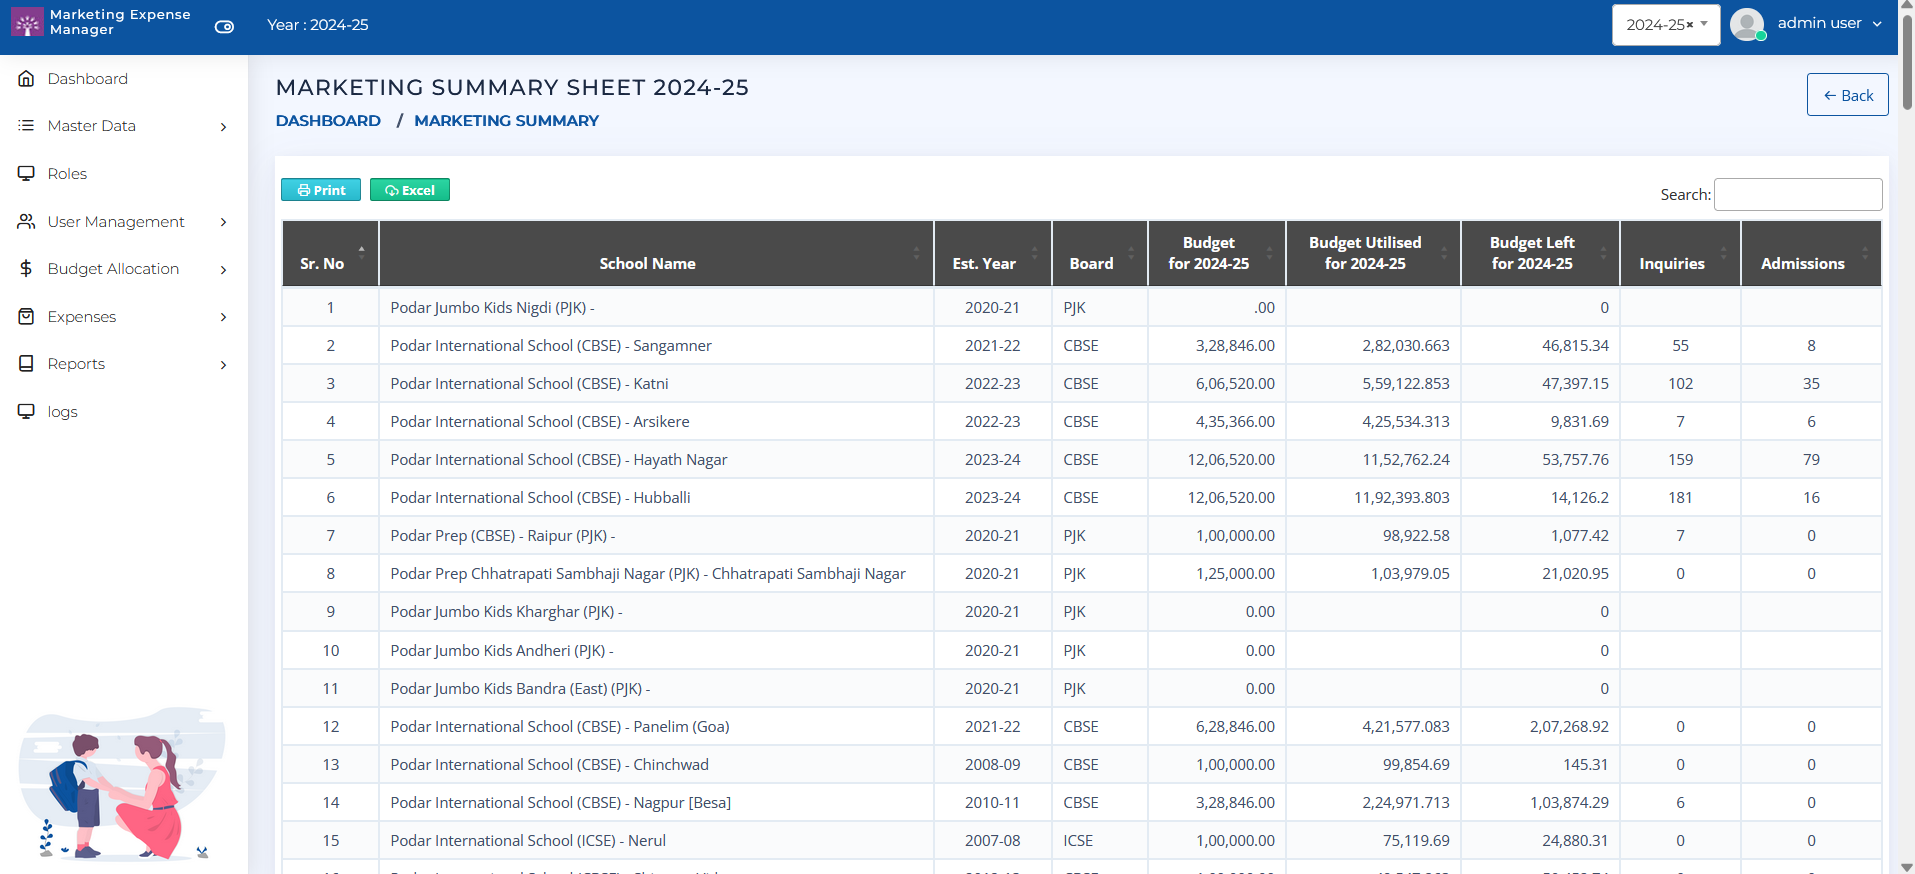 Marketing Expense
Manager
Year : 2024-25
2024-25×
admin user
Dashboard
Master Data
Roles
User Management
Budget Allocation
Expenses
Reports
logs
MARKETING SUMMARY SHEET 2024-25
DASHBOARD / MARKETING SUMMARY
← Back
Print Excel
Search:
Sr. No School Name Est. Year Board Budget for 2024-25 Budget Utilised for 2024-25 Budget Left for 2024-25 Inquiries Admissions
1 Podar Jumbo Kids Nigdi (PJK) - 2020-21 PJK .00 0
2 Podar International School (CBSE) - Sangamner 2021-22 CBSE 3,28,846.00 2,82,030.663 46,815.34 55 8
3 Podar International School (CBSE) - Katni 2022-23 CBSE 6,06,520.00 5,59,122.853 47,397.15 102 35
4 Podar International School (CBSE) - Arsikere 2022-23 CBSE 4,35,366.00 4,25,534.313 9,831.69 7 6
5 Podar International School (CBSE) - Hayath Nagar 2023-24 CBSE 12,06,520.00 11,52,762.24 53,757.76 159 79
6 Podar International School (CBSE) - Hubballi 2023-24 CBSE 12,06,520.00 11,92,393.803 14,126.2 181 16
7 Podar Prep (CBSE) - Raipur (PJK) - 2020-21 PJK 1,00,000.00 98,922.58 1,077.42 7 0
8 Podar Prep Chhatrapati Sambhaji Nagar (PJK) - Chhatrapati Sambhaji Nagar 2020-21 PJK 1,25,000.00 1,03,979.05 21,020.95 0 0
9 Podar Jumbo Kids Kharghar (PJK) - 2020-21 PJK 0.00 0
10 Podar Jumbo Kids Andheri (PJK) - 2020-21 PJK 0.00 0
11 Podar Jumbo Kids Bandra (East) (PJK) - 2020-21 PJK 0.00 0
12 Podar International School (CBSE) - Panelim (Goa) 2021-22 CBSE 6,28,846.00 4,21,577.083 2,07,268.92 0 0
13 Podar International School (CBSE) - Chinchwad 2008-09 CBSE 1,00,000.00 99,854.69 145.31 0 0
14 Podar International School (CBSE) - Nagpur [Besa] 2010-11 CBSE 3,28,846.00 2,24,971.713 1,03,874.29 6 0
15 Podar International School (ICSE) - Nerul 2007-08 ICSE 1,00,000.00 75,119.69 24,880.31 0 0